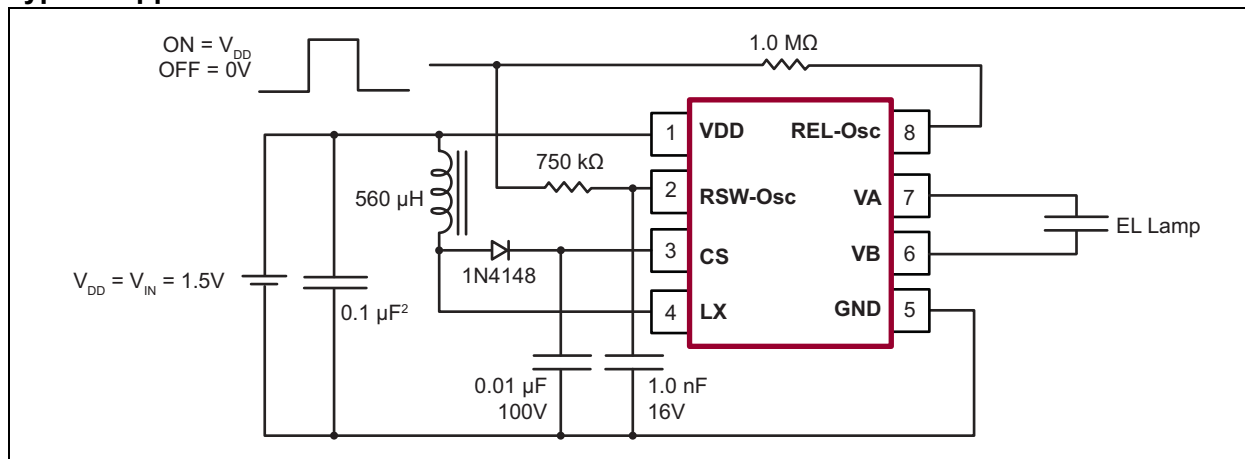 ON = V_DD
OFF = 0V
1.0 MΩ
1 VDD
REL-Osc 8
750 kΩ
560 µH
2 RSW-Osc
VA 7
EL Lamp
3 CS
VB 6
1N4148
V_DD = V_IN = 1.5V
0.1 µF²
4 LX
GND 5
0.01 µF
100V
1.0 nF
16V